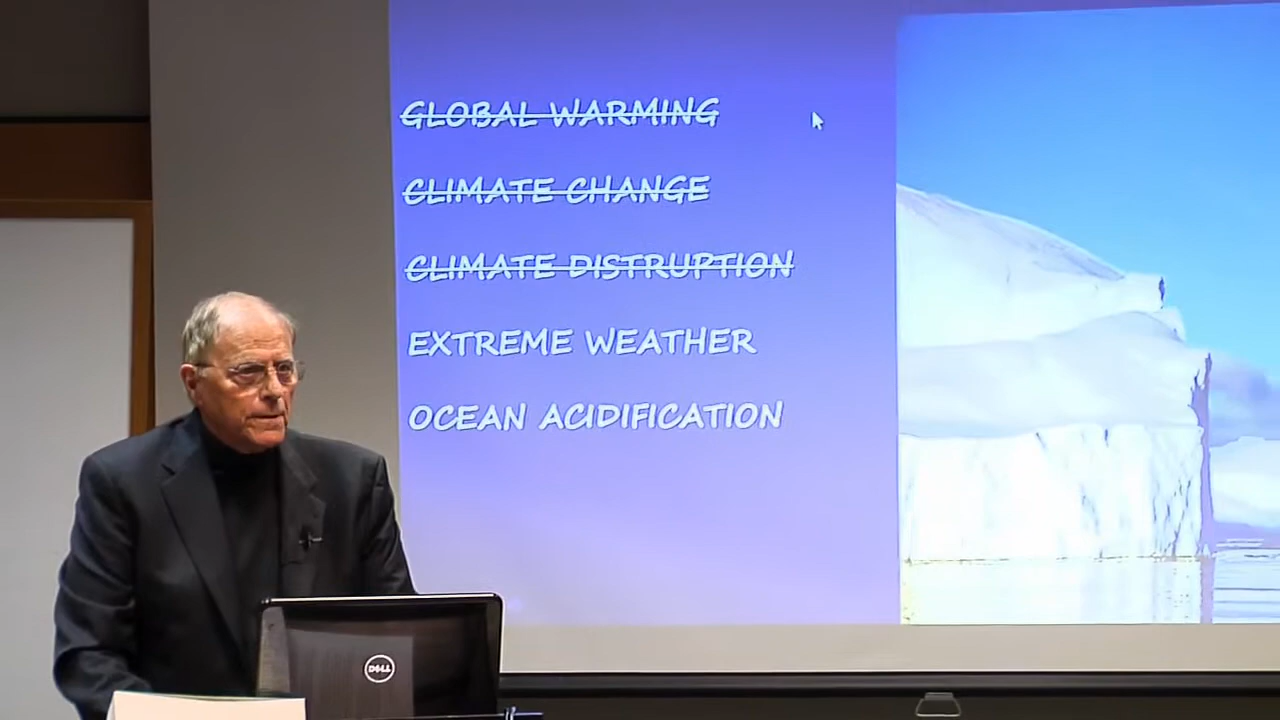 GLOBAL WARMING
CLIMATE CHANGE
CLIMATE DISTRUPTION
EXTREME WEATHER
OCEAN ACIDIFICATION
DELL